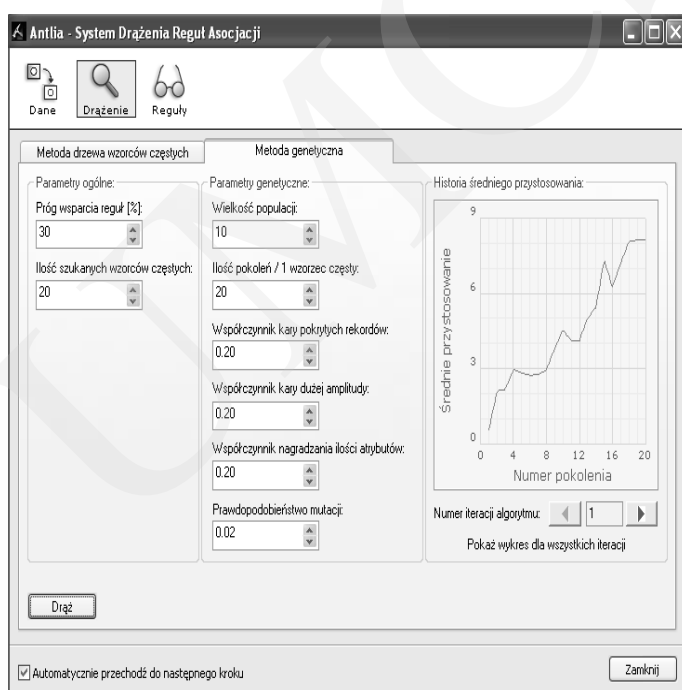 Antlia - System Drążenia Reguł Asocjacji
Dane
Drążenie
Reguły
Metoda drzewa wzorców częstych
Metoda genetyczna
Parametry ogólne:
Próg wsparcia reguł [%]:
30
Ilość szukanych wzorców częstych:
20
Parametry genetyczne:
Wielkość populacji:
10
Ilość pokoleń / 1 wzorzec częsty:
20
Współczynnik kary pokrytych rekordów:
0.20
Współczynnik kary dużej amplitudy:
0.20
Współczynnik nagradzania ilości atrybutów:
0.20
Prawdopodobieństwo mutacji:
0.02
Historia średniego przystosowania:
Średnie przystosowanie
9
6
3
0
0 4 8 12 16 20
Numer pokolenia
Numer iteracji algorytmu:
1
Pokaż wykres dla wszystkich iteracji
Drąż
Automatycznie przechodź do następnego kroku
Zamknij
UMC